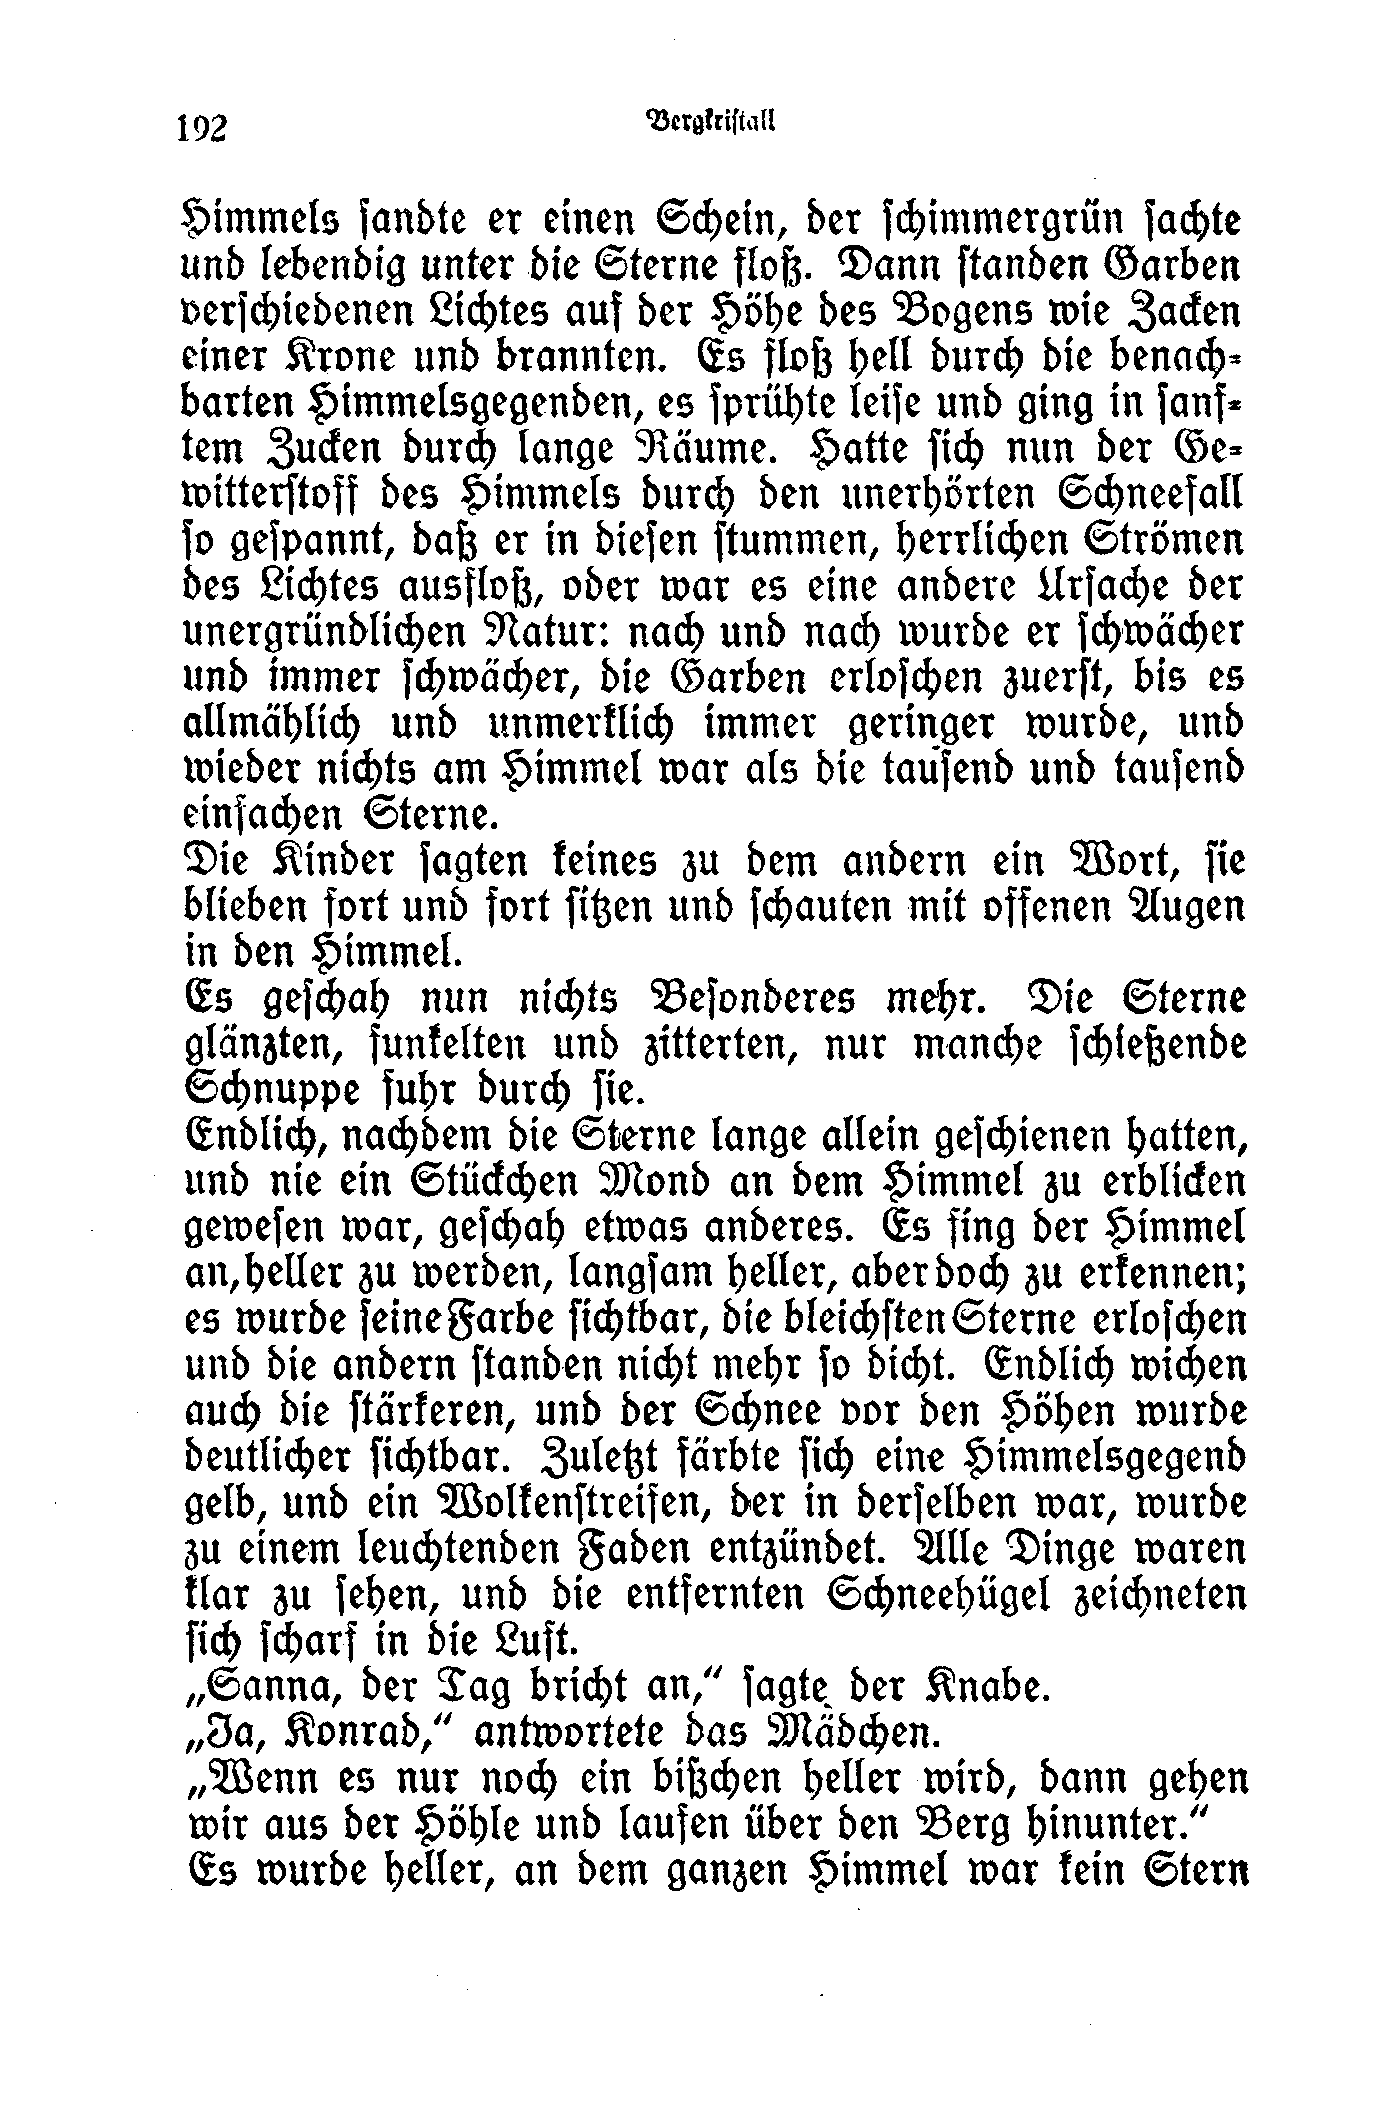 192
Bergkristall
Himmels sandte er einen Schein, der schimmergrün sachte
und lebendig unter die Sterne floß. Dann standen Garben
verschiedenen Lichtes auf der Höhe des Bogens wie Zacken
einer Krone und brannten. Es floß hell durch die benach-
barten Himmelsgegenden, es sprühte leise und ging in sanf-
tem Zucken durch lange Räume. Hatte sich nun der Ge-
witterstoff des Himmels durch den unerhörten Schneefall
so gespannt, daß er in diesen stummen, herrlichen Strömen
des Lichtes ausfloß, oder war es eine andere Ursache der
unergründlichen Natur: nach und nach wurde er schwächer
und immer schwächer, die Garben erloschen zuerst, bis es
allmählich und unmerklich immer geringer wurde, und
wieder nichts am Himmel war als die tausend und tausend
einfachen Sterne.
Die Kinder sagten keines zu dem andern ein Wort, sie
blieben fort und fort sitzen und schauten mit offenen Augen
in den Himmel.
Es geschah nun nichts Besonderes mehr. Die Sterne
glänzten, funkelten und zitterten, nur manche schießende
Schnuppe fuhr durch sie.
Endlich, nachdem die Sterne lange allein geschienen hatten,
und nie ein Stückchen Mond an dem Himmel zu erblicken
gewesen war, geschah etwas anderes. Es fing der Himmel
an, heller zu werden, langsam heller, aber doch zu erkennen;
es wurde seine Farbe sichtbar, die bleichsten Sterne erloschen
und die andern standen nicht mehr so dicht. Endlich wichen
auch die stärkeren, und der Schnee vor den Höhen wurde
deutlicher sichtbar. Zuletzt färbte sich eine Himmelsgegend
gelb, und ein Wolkenstreifen, der in derselben war, wurde
zu einem leuchtenden Faden entzündet. Alle Dinge waren
klar zu sehen, und die entfernten Schneehügel zeichneten
sich scharf in die Luft.
„Sanna, der Tag bricht an,“ sagte der Knabe.
„Ja, Konrad,“ antwortete das Mädchen.
„Wenn es nur noch ein bißchen heller wird, dann gehen
wir aus der Höhle und laufen über den Berg hinunter.“
Es wurde heller, an dem ganzen Himmel war kein Stern